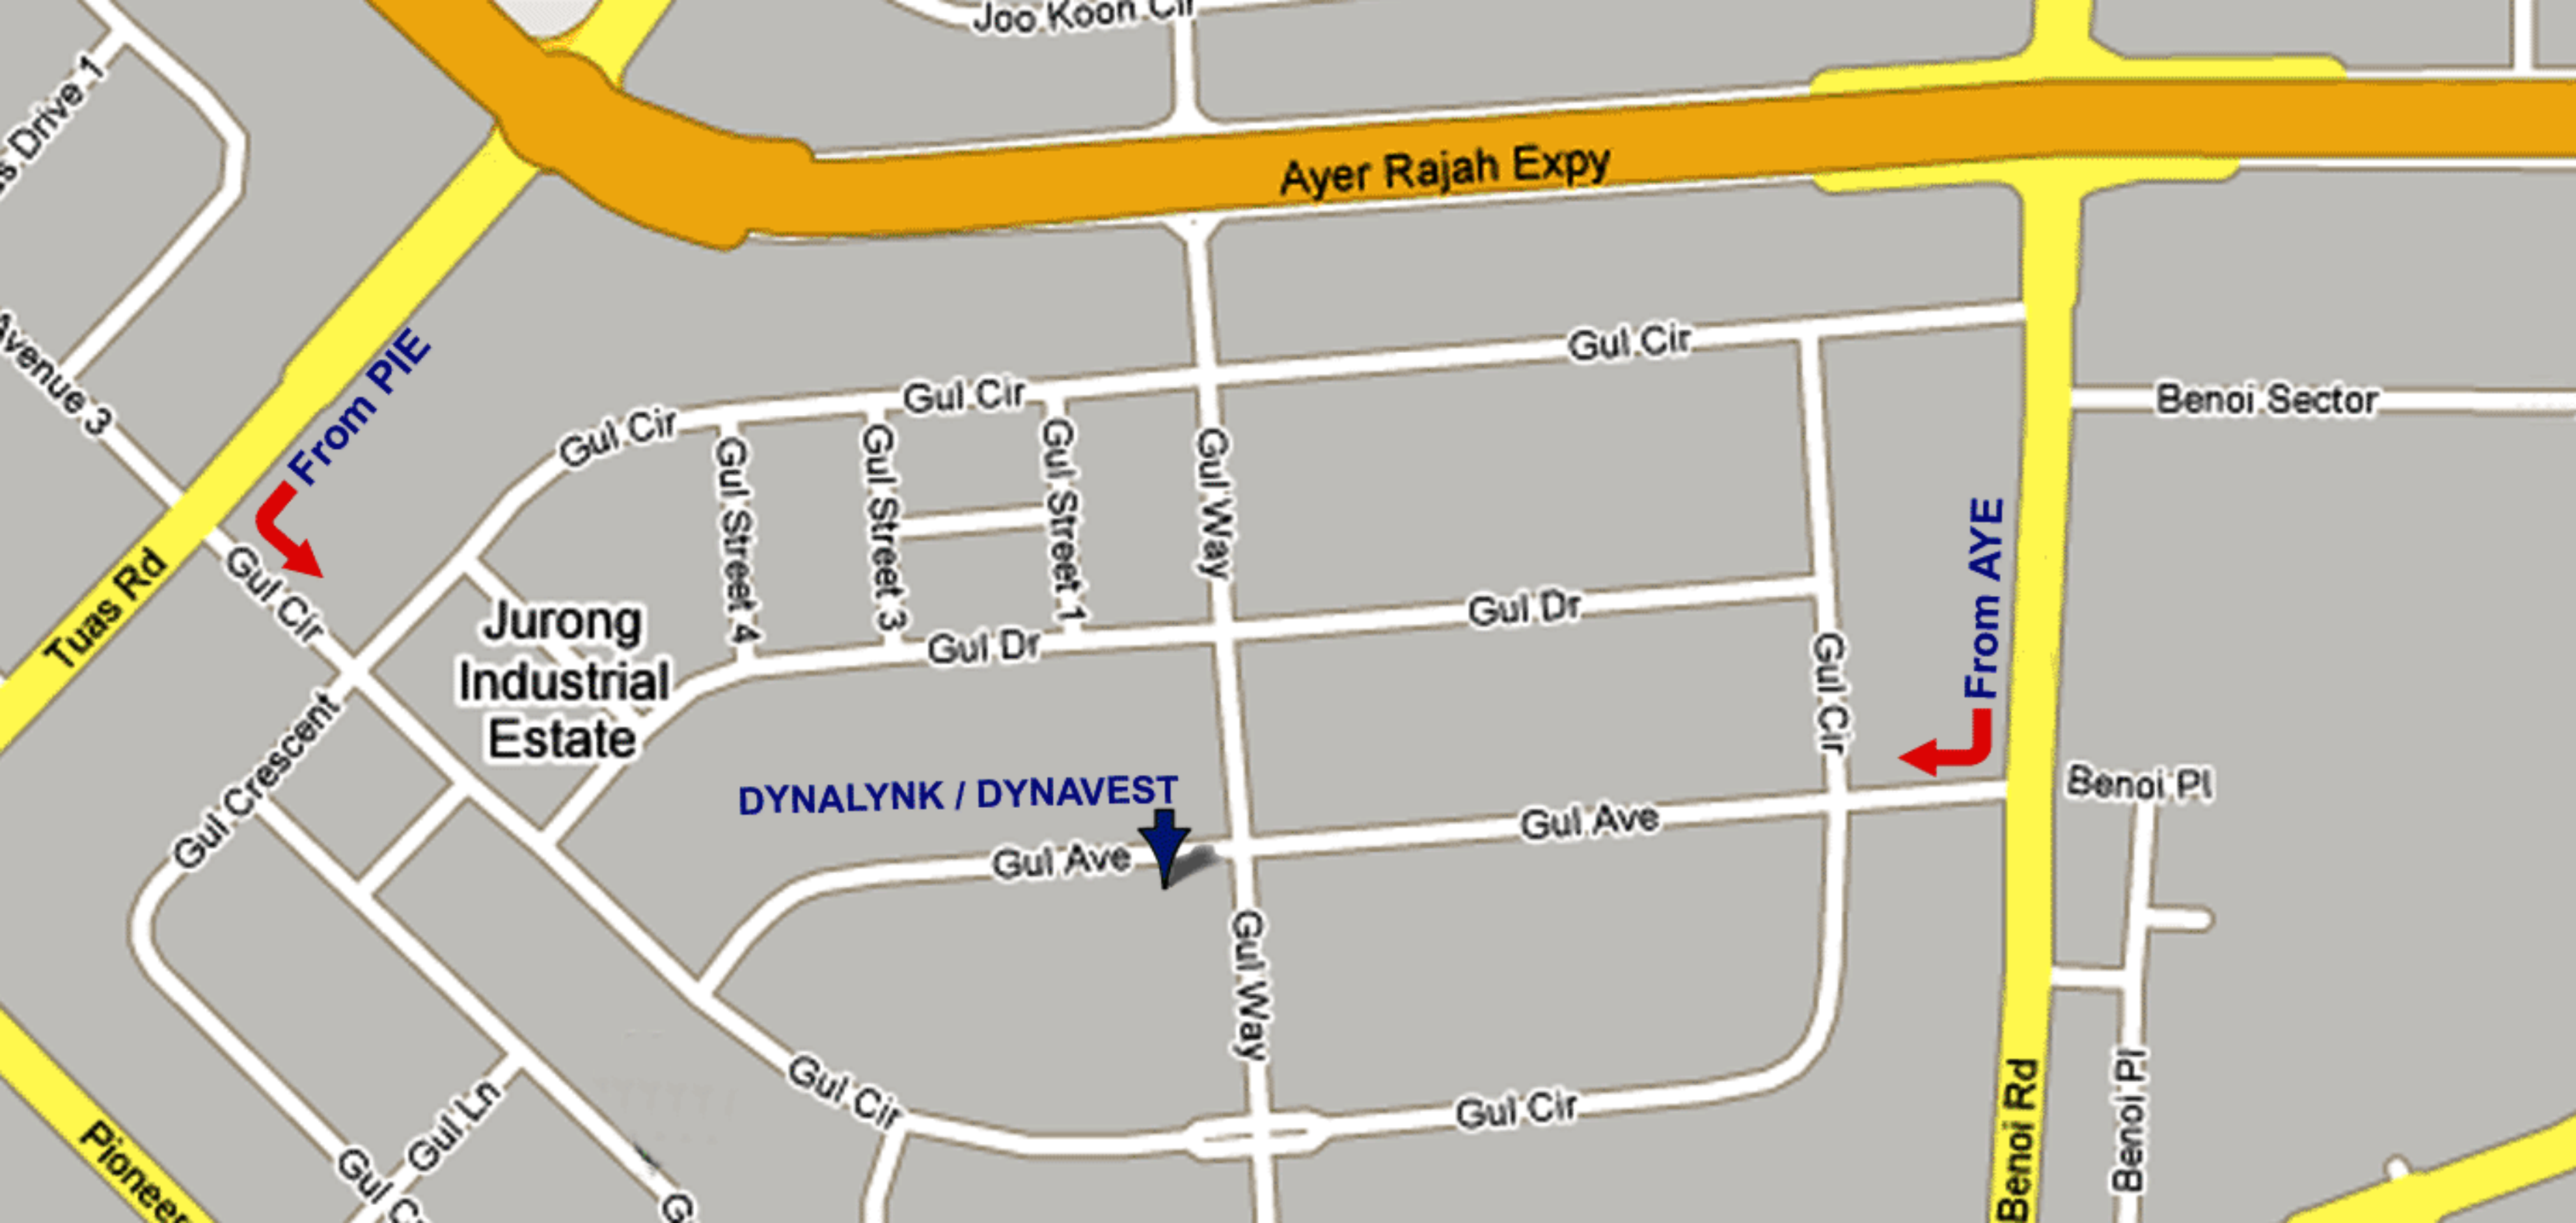 Joo Koon Cir
Drive 1
Ayer Rajah Expy
Avenue 3
From PIE
Gul Cir
Gul Cir
Gul Cir
Benoi Sector
Gul Street 4
Gul Street 3
Gul Street 1
Gul Way
From AYE
Tuas Rd
Gul Cir
Jurong
Industrial
Estate
Gul Dr
Gul Dr
Gul Cir
Gul Crescent
DYNALYNK / DYNAVEST
Benoi Pl
Gul Ave
Gul Ave
Gul Way
Gul Cir
Gul Cir
Gul Ln
Benoi Rd
Benoi Pl
Pioneer
Gul